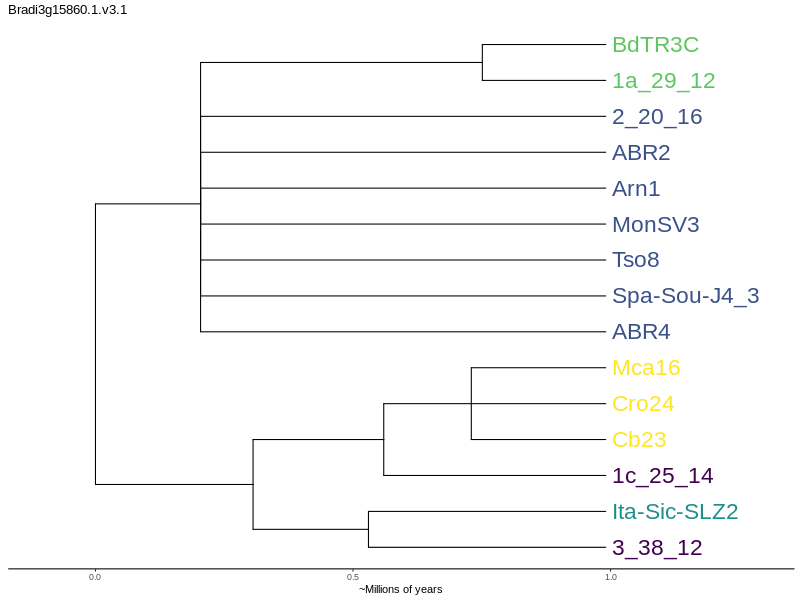 Bradi3g15860.1.v3.1
BdTR3C
1a_29_12
2_20_16
ABR2
Arn1
MonSV3
Tso8
Spa-Sou-J4_3
ABR4
Mca16
Cro24
Cb23
1c_25_14
Ita-Sic-SLZ2
3_38_12
0.0 0.5 1.0
~Millions of years